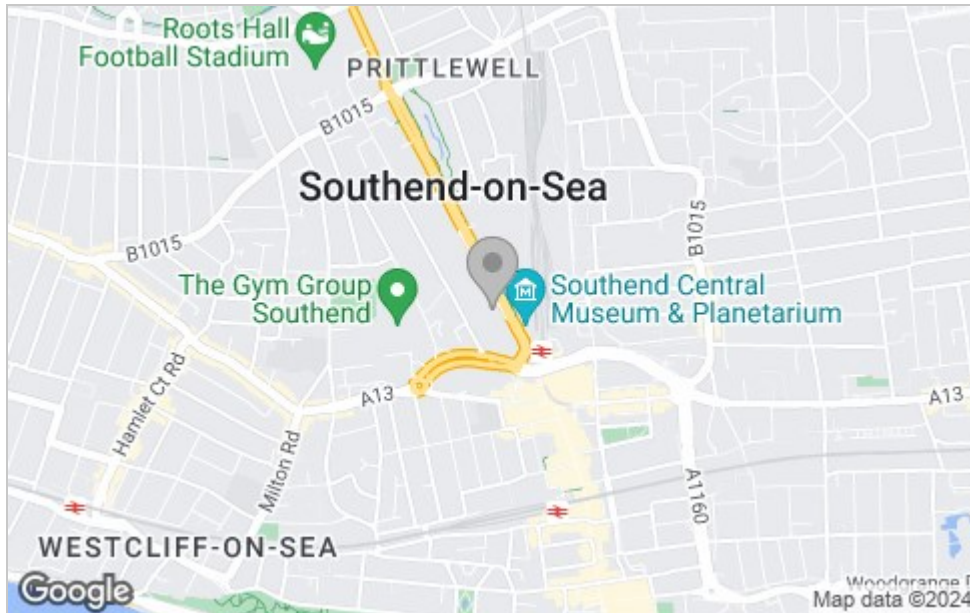 Roots Hall
Football Stadium
PRITTLEWELL
B1015
Southend-on-Sea
B1015
B1015
The Gym Group
Southend
Southend Central
Museum & Planetarium
Hamlet Ct Rd
A13
A13
Milton Rd
A1160
WESTCLIFF-ON-SEA
Google
Woodgrange
Map data ©2024